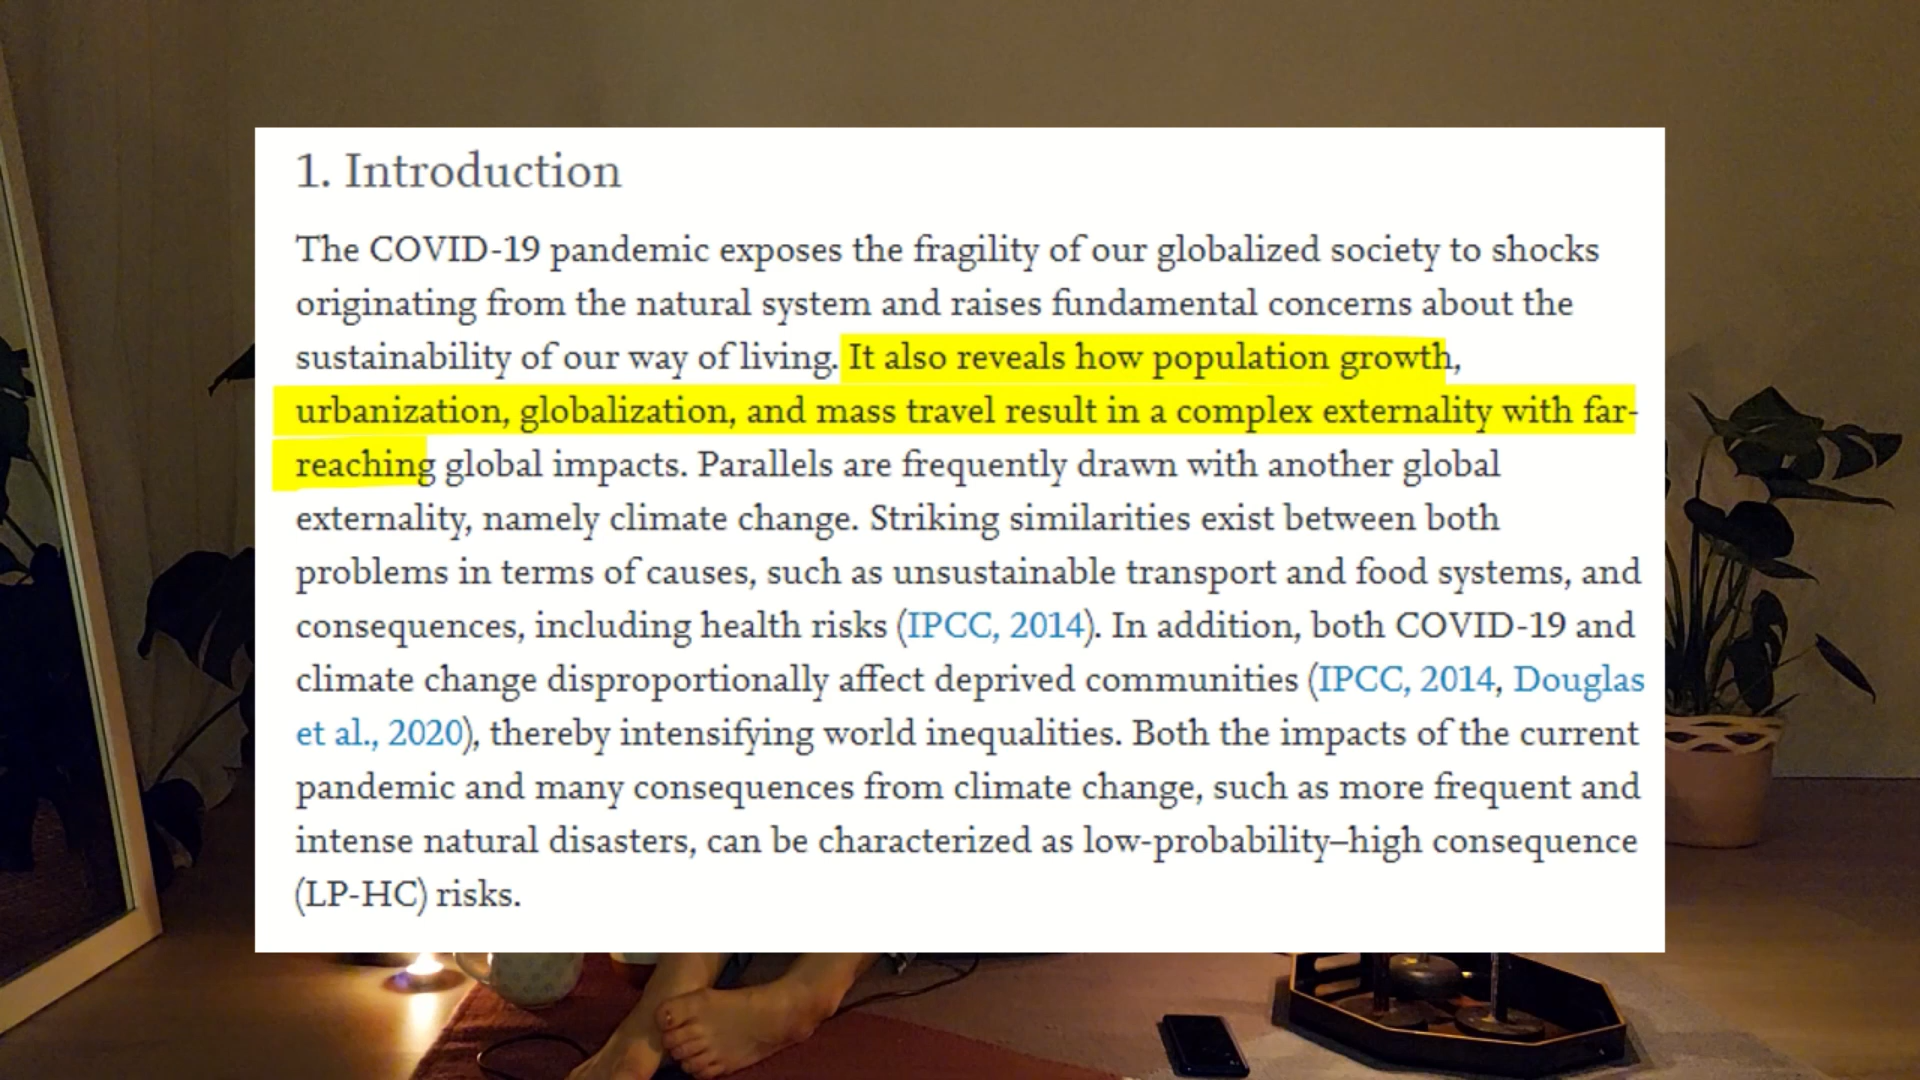 1. Introduction
The COVID-19 pandemic exposes the fragility of our globalized society to shocks
originating from the natural system and raises fundamental concerns about the
sustainability of our way of living. It also reveals how population growth,
urbanization, globalization, and mass travel result in a complex externality with far-
reaching global impacts. Parallels are frequently drawn with another global
externality, namely climate change. Striking similarities exist between both
problems in terms of causes, such as unsustainable transport and food systems, and
consequences, including health risks (IPCC, 2014). In addition, both COVID-19 and
climate change disproportionally affect deprived communities (IPCC, 2014, Douglas
et al., 2020), thereby intensifying world inequalities. Both the impacts of the current
pandemic and many consequences from climate change, such as more frequent and
intense natural disasters, can be characterized as low-probability–high consequence
(LP-HC) risks.